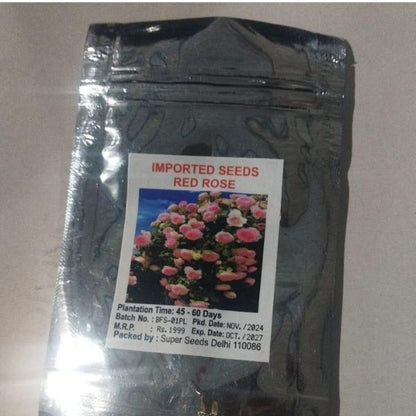 IMPORTED SEEDS
RED ROSE
Plantation Time: 45 - 60 Days
Batch No. : BFS-01PL Pkd. Date: NOV. / 2024
M.R.P. : Rs. 1999 Exp. Date: OCT. / 2027
Packed by : Super Seeds Delhi 110086